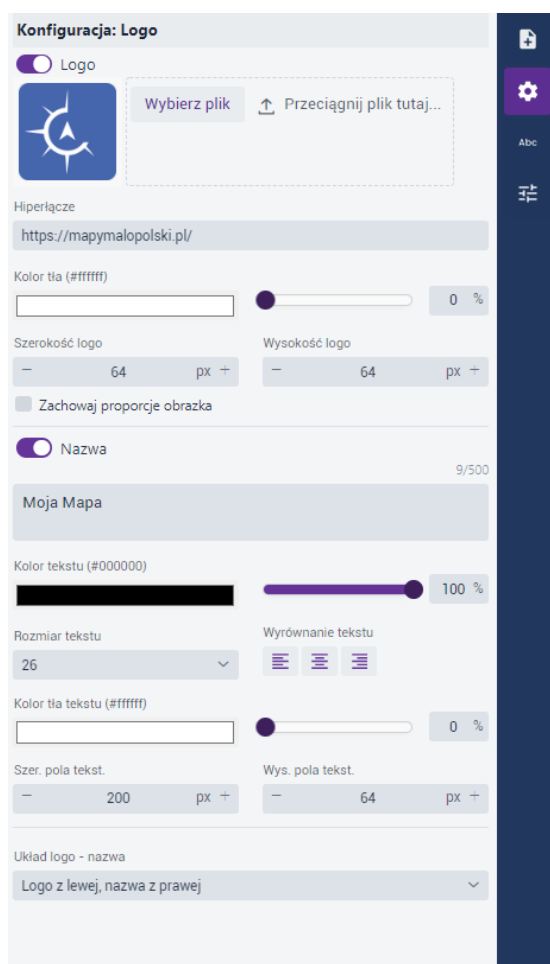 Konfiguracja: Logo
Logo
Wybierz plik Przeciągnij plik tutaj...
Abc
Hiperłącze
https://mapymalopolski.pl/
Kolor tła (#ffffff)
0 %
Szerokość logo Wysokość logo
− 64 px + − 64 px +
Zachowaj proporcje obrazka
Nazwa
9/500
Moja Mapa
Kolor tekstu (#000000)
100 %
Rozmiar tekstu Wyrównanie tekstu
26
Kolor tła tekstu (#ffffff)
0 %
Szer. pola tekst. Wys. pola tekst.
− 200 px + − 64 px +
Układ logo - nazwa
Logo z lewej, nazwa z prawej